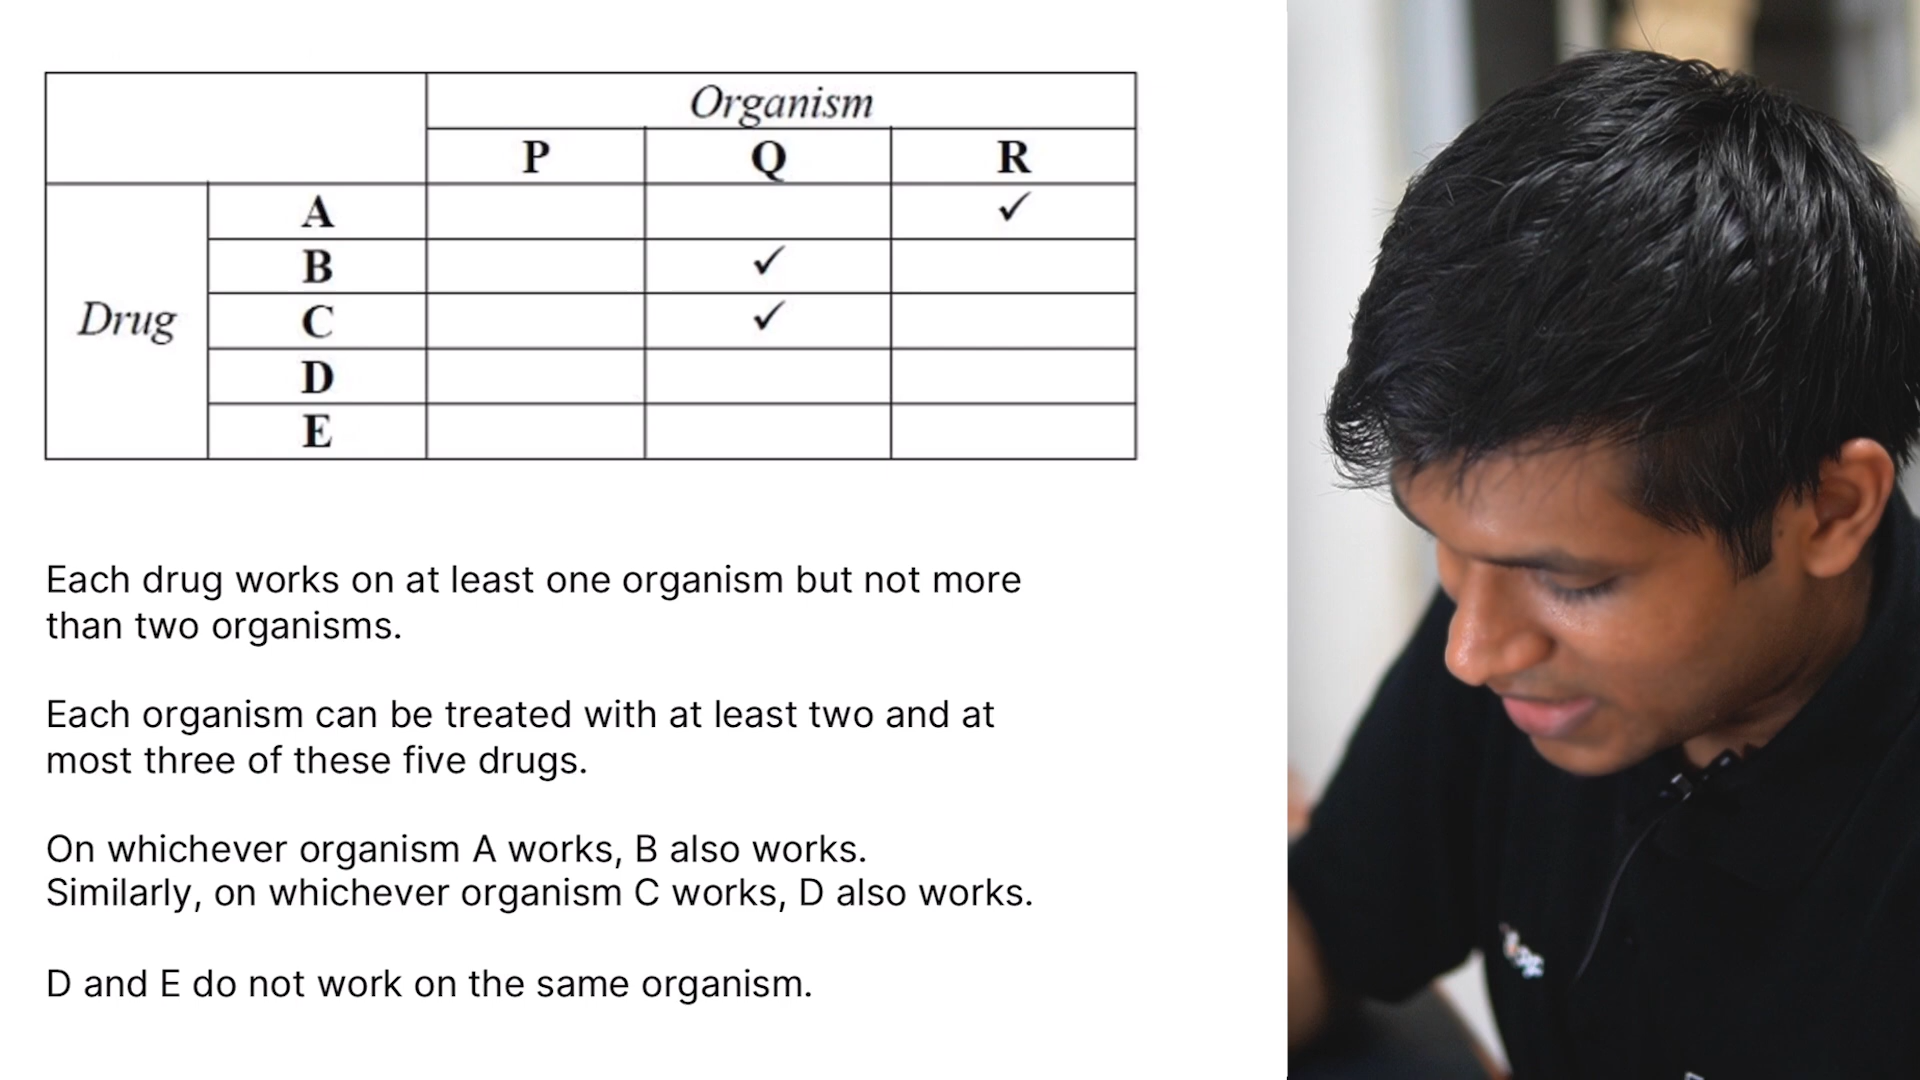 Organism
P Q R
A ✓
B ✓
Drug C ✓
D
E
Each drug works on at least one organism but not more
than two organisms.
Each organism can be treated with at least two and at
most three of these five drugs.
On whichever organism A works, B also works.
Similarly, on whichever organism C works, D also works.
D and E do not work on the same organism.